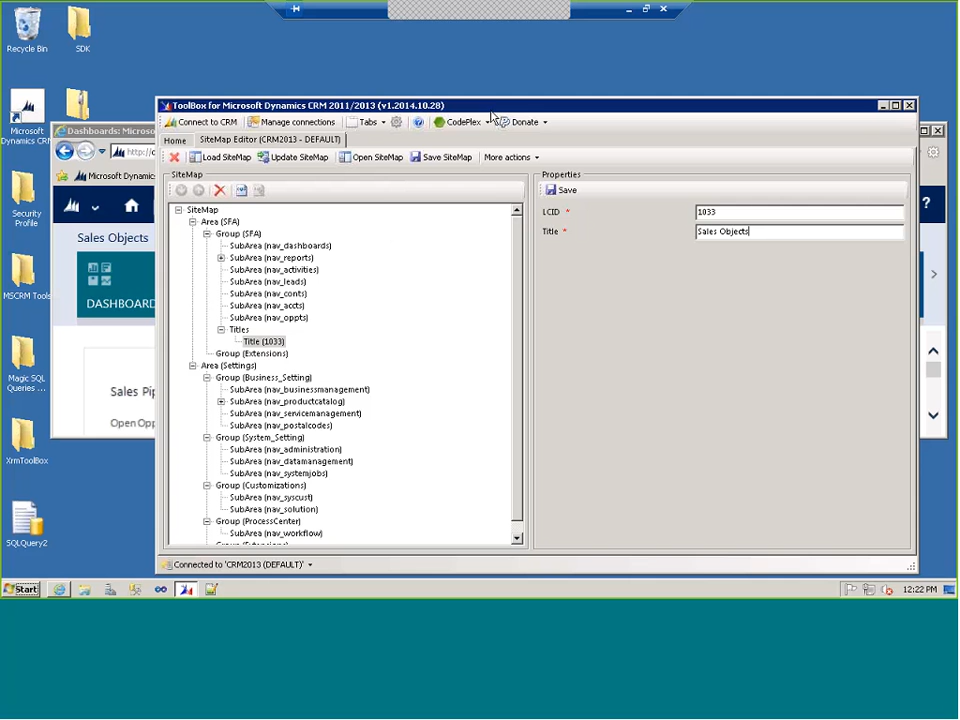 Recycle Bin
SDK
ToolBox for Microsoft Dynamics CRM 2011/2013 (v1.2014.10.28)
Connect to CRM
Manage connections
Tabs
CodePlex
Donate
Home
SiteMap Editor (CRM2013 - DEFAULT)
Load SiteMap
Update SiteMap
Open SiteMap
Save SiteMap
More actions
Microsoft
Dynamics CRM
Dashboards: Microso
http://c
Microsoft Dynamic
?
Sales Objects
DASHBOARD
Sales Pip
Open Opp
Security
Profile
MSCRM Tools
Magic SQL
Queries ...
XrmToolBox
SQLQuery2
SiteMap
SiteMap
Area (SFA)
Group (SFA)
SubArea (nav_dashboards)
SubArea (nav_reports)
SubArea (nav_activities)
SubArea (nav_leads)
SubArea (nav_conts)
SubArea (nav_accts)
SubArea (nav_oppts)
Titles
Title (1033)
Group (Extensions)
Area (Settings)
Group (Business_Setting)
SubArea (nav_businessmanagement)
SubArea (nav_productcatalog)
SubArea (nav_servicemanagement)
SubArea (nav_postalcodes)
Group (System_Setting)
SubArea (nav_administration)
SubArea (nav_datamanagement)
SubArea (nav_systemjobs)
Group (Customizations)
SubArea (nav_syscust)
SubArea (nav_solution)
Group (ProcessCenter)
SubArea (nav_workflow)
Properties
Save
LCID * 1033
Title * Sales Objects
Connected to 'CRM2013 (DEFAULT)'
Start
12:22 PM